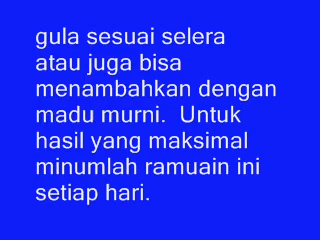 gula sesuai selera
atau juga bisa
menambahkan dengan
madu murni.  Untuk
hasil yang maksimal
minumlah ramuain ini
setiap hari.